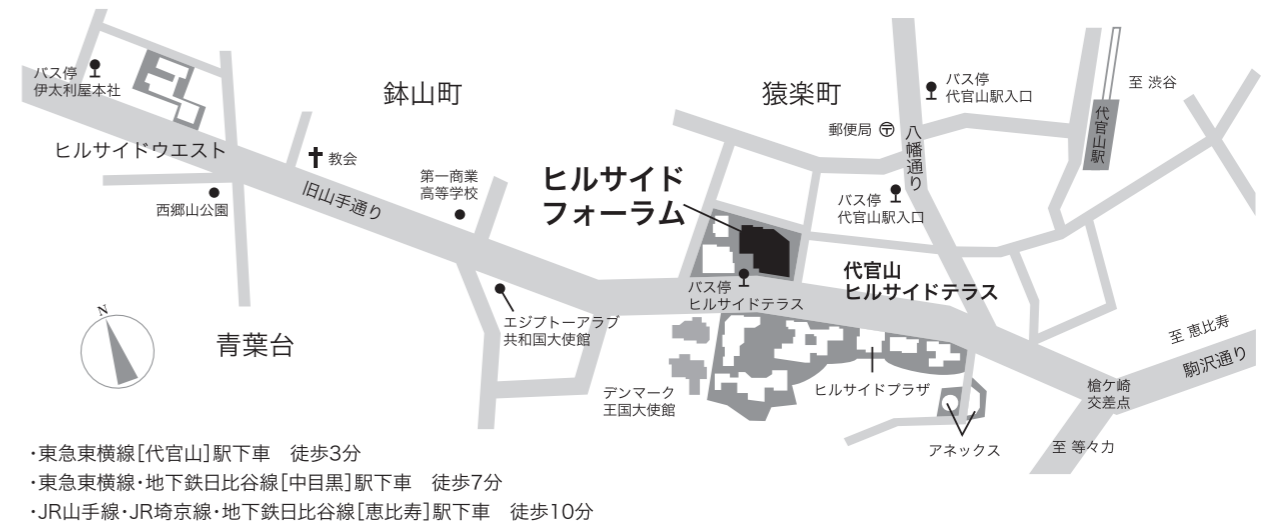 バス停
伊太利屋本社
鉢山町
猿楽町
バス停
代官山駅入口
至 渋谷
代官山駅
郵便局 〒
八幡通り
ヒルサイドウエスト
教会
旧山手通り
第一商業
高等学校
西郷山公園
ヒルサイド
フォーラム
バス停
代官山駅入口
代官山
ヒルサイドテラス
バス停
ヒルサイドテラス
N
青葉台
エジプトーアラブ
共和国大使館
デンマーク
王国大使館
ヒルサイドプラザ
アネックス
至 恵比寿
駒沢通り
槍ケ崎
交差点
至 等々力
・東急東横線[代官山]駅下車　徒歩3分
・東急東横線・地下鉄日比谷線[中目黒]駅下車　徒歩7分
・JR山手線・JR埼京線・地下鉄日比谷線[恵比寿]駅下車　徒歩10分